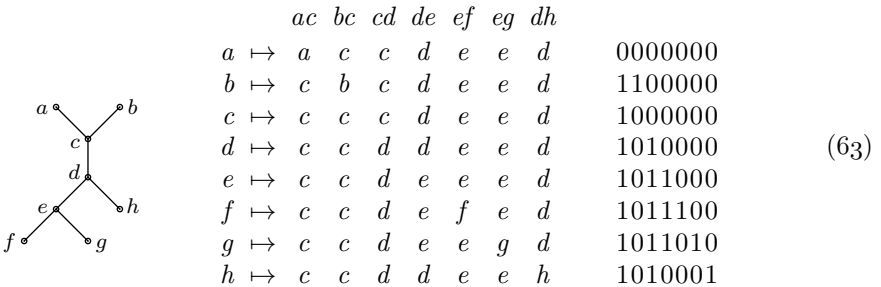 ac bc cd de ef eg dh
a ↦ a c c d e e d 0000000
b ↦ c b c d e e d 1100000
c ↦ c c c d e e d 1000000
d ↦ c c d d e e d 1010000
e ↦ c c d e e e d 1011000
f ↦ c c d e f e d 1011100
g ↦ c c d e e g d 1011010
h ↦ c c d d e e h 1010001
(63)
a b
c
d
e h
f g